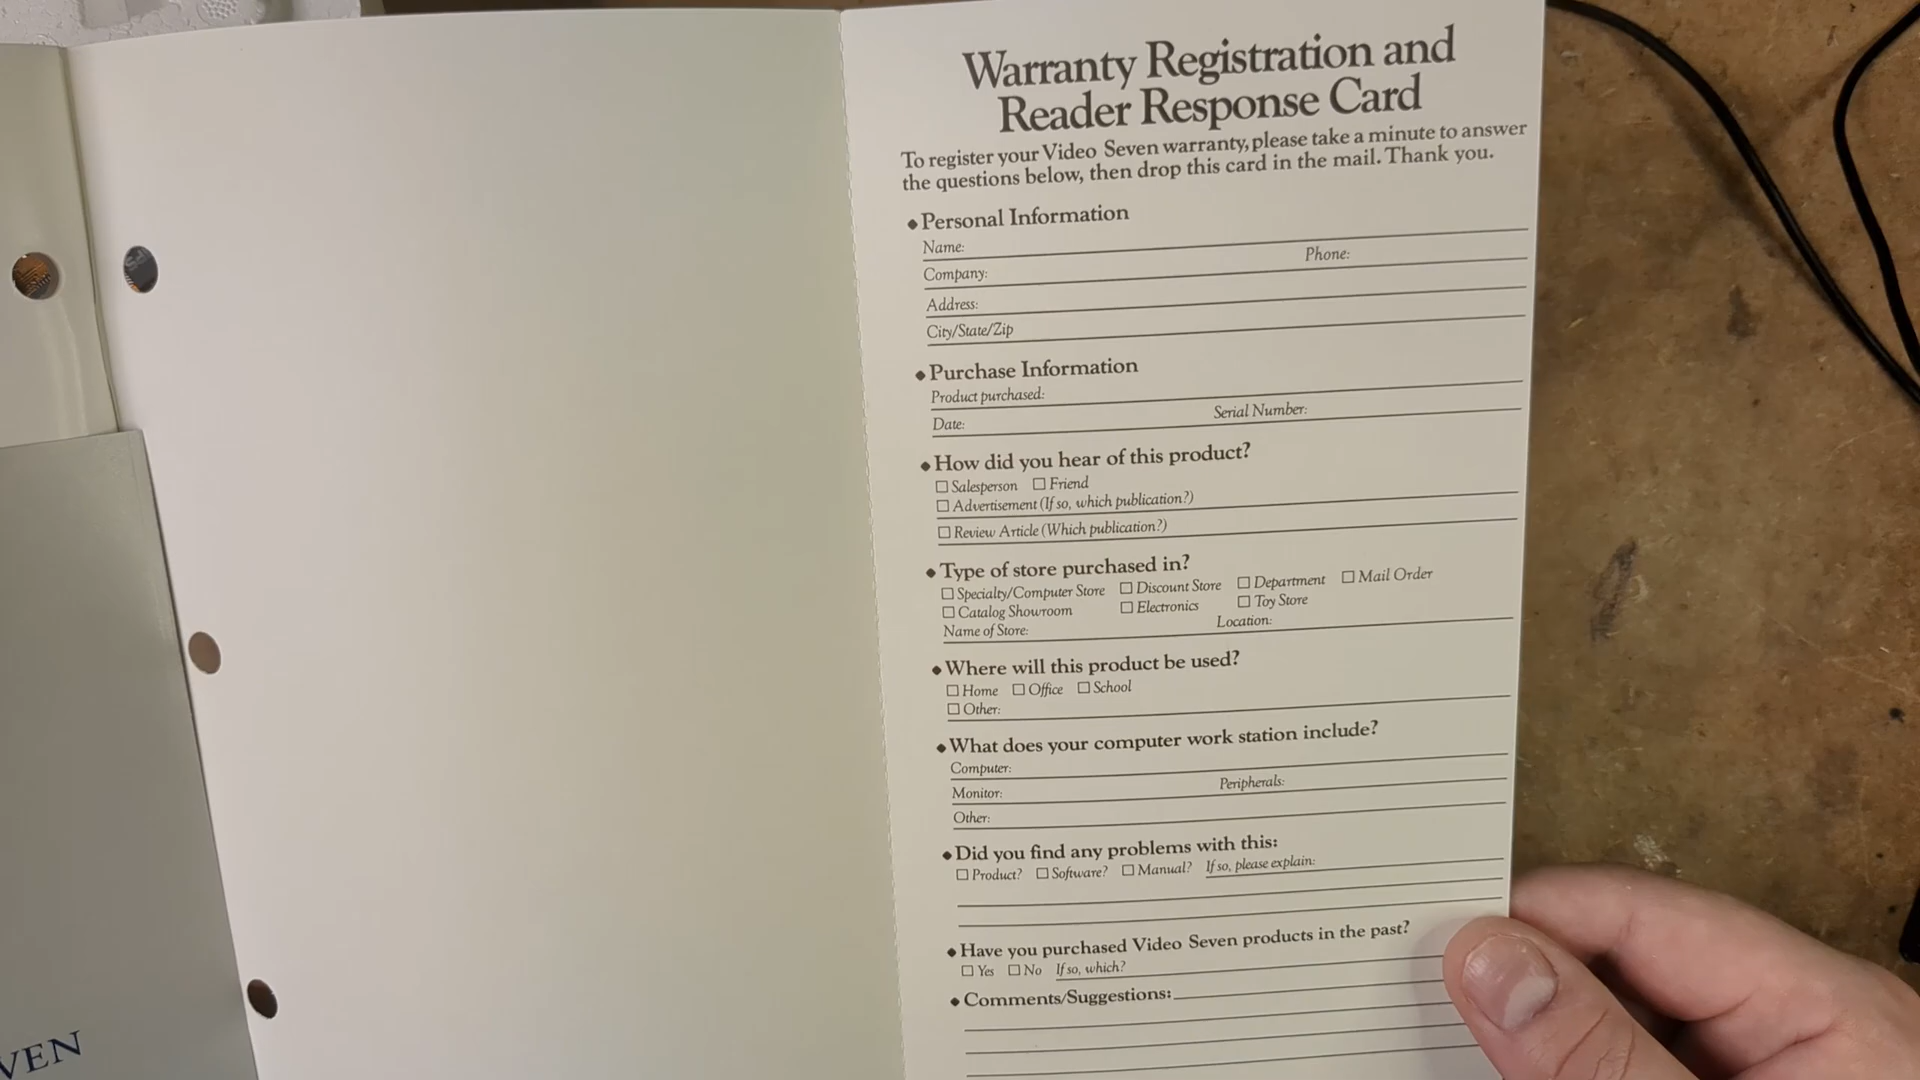 Warranty Registration and
Reader Response Card
To register your Video Seven warranty, please take a minute to answer
the questions below, then drop this card in the mail. Thank you.
◆ Personal Information
Name:
Company: Phone:
Address:
City/State/Zip
◆ Purchase Information
Product purchased:
Date: Serial Number:
◆ How did you hear of this product?
☐ Salesperson ☐ Friend
☐ Advertisement (If so, which publication?)
☐ Review Article (Which publication?)
◆ Type of store purchased in?
☐ Specialty/Computer Store ☐ Discount Store ☐ Department ☐ Mail Order
☐ Catalog Showroom ☐ Electronics ☐ Toy Store
Name of Store: Location:
◆ Where will this product be used?
☐ Home ☐ Office ☐ School
☐ Other:
◆ What does your computer work station include?
Computer:
Monitor: Peripherals:
Other:
◆ Did you find any problems with this:
☐ Product? ☐ Software? ☐ Manual? If so, please explain:
◆ Have you purchased Video Seven products in the past?
☐ Yes ☐ No If so, which?
◆ Comments/Suggestions:
VEN